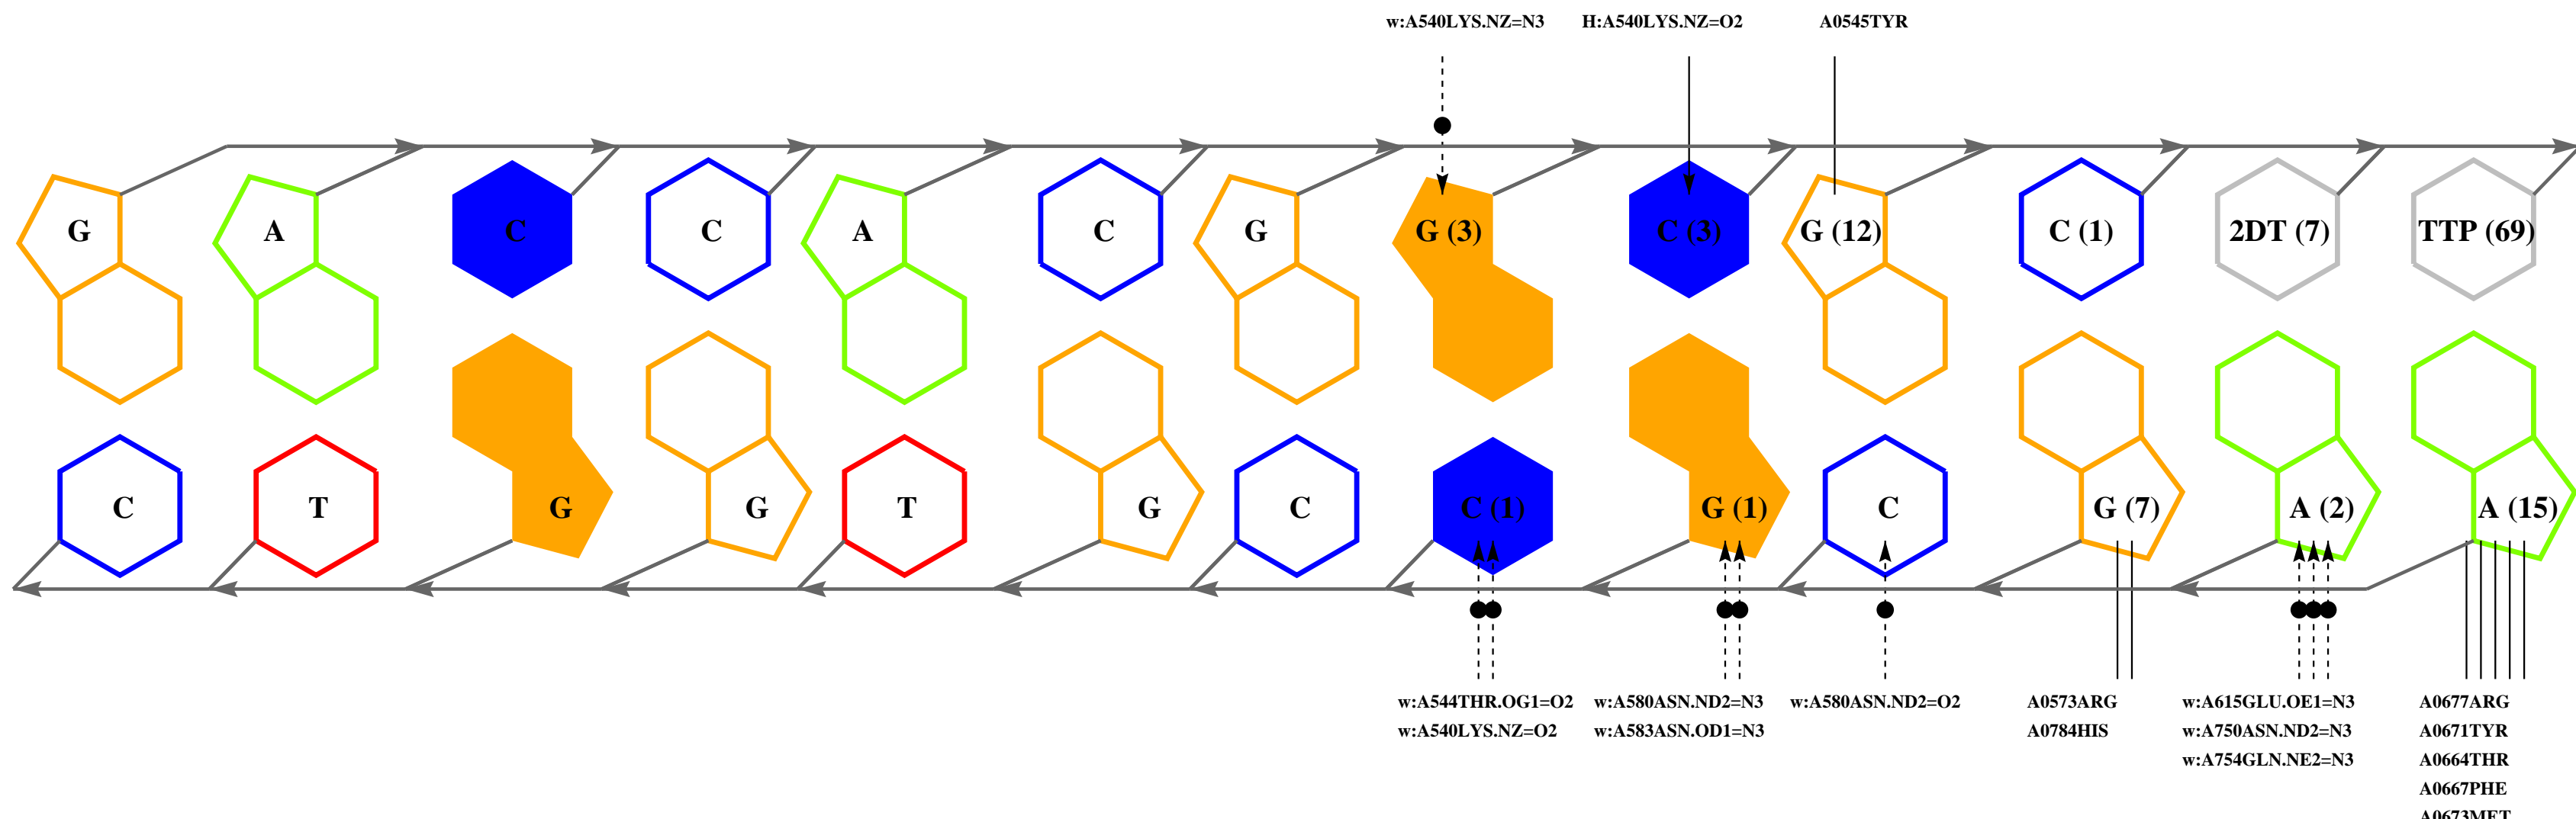 w:A540LYS.NZ=N3 H:A540LYS.NZ=O2 A0545TYR
G A C C A C G G (3) C (3) G (12) C (1) 2DT (7) TTP (69)
C T G G T G C C (1) G (1) C G (7) A (2) A (15)
w:A544THR.OG1=O2 w:A580ASN.ND2=N3 w:A580ASN.ND2=O2 A0573ARG w:A615GLU.OE1=N3 A0677ARG
w:A540LYS.NZ=O2 w:A583ASN.OD1=N3 A0784HIS w:A750ASN.ND2=N3 A0671TYR
w:A754GLN.NE2=N3 A0664THR
A0667PHE
A0673MET